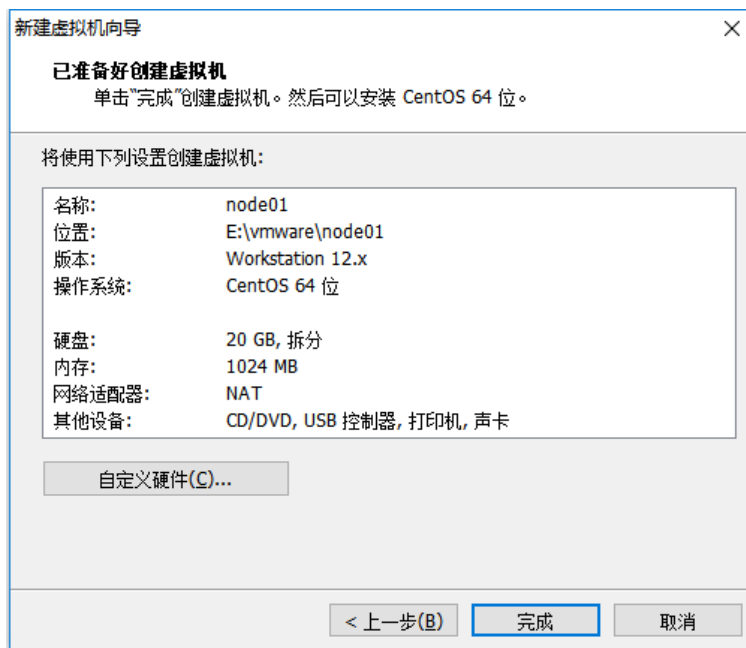 新建虚拟机向导
已准备好创建虚拟机
单击“完成”创建虚拟机。然后可以安装 CentOS 64 位。
将使用下列设置创建虚拟机:
名称: node01
位置: E:\vmware\node01
版本: Workstation 12.x
操作系统: CentOS 64 位
硬盘: 20 GB, 拆分
内存: 1024 MB
网络适配器: NAT
其他设备: CD/DVD, USB 控制器, 打印机, 声卡
自定义硬件(C)...
< 上一步(B) 完成 取消